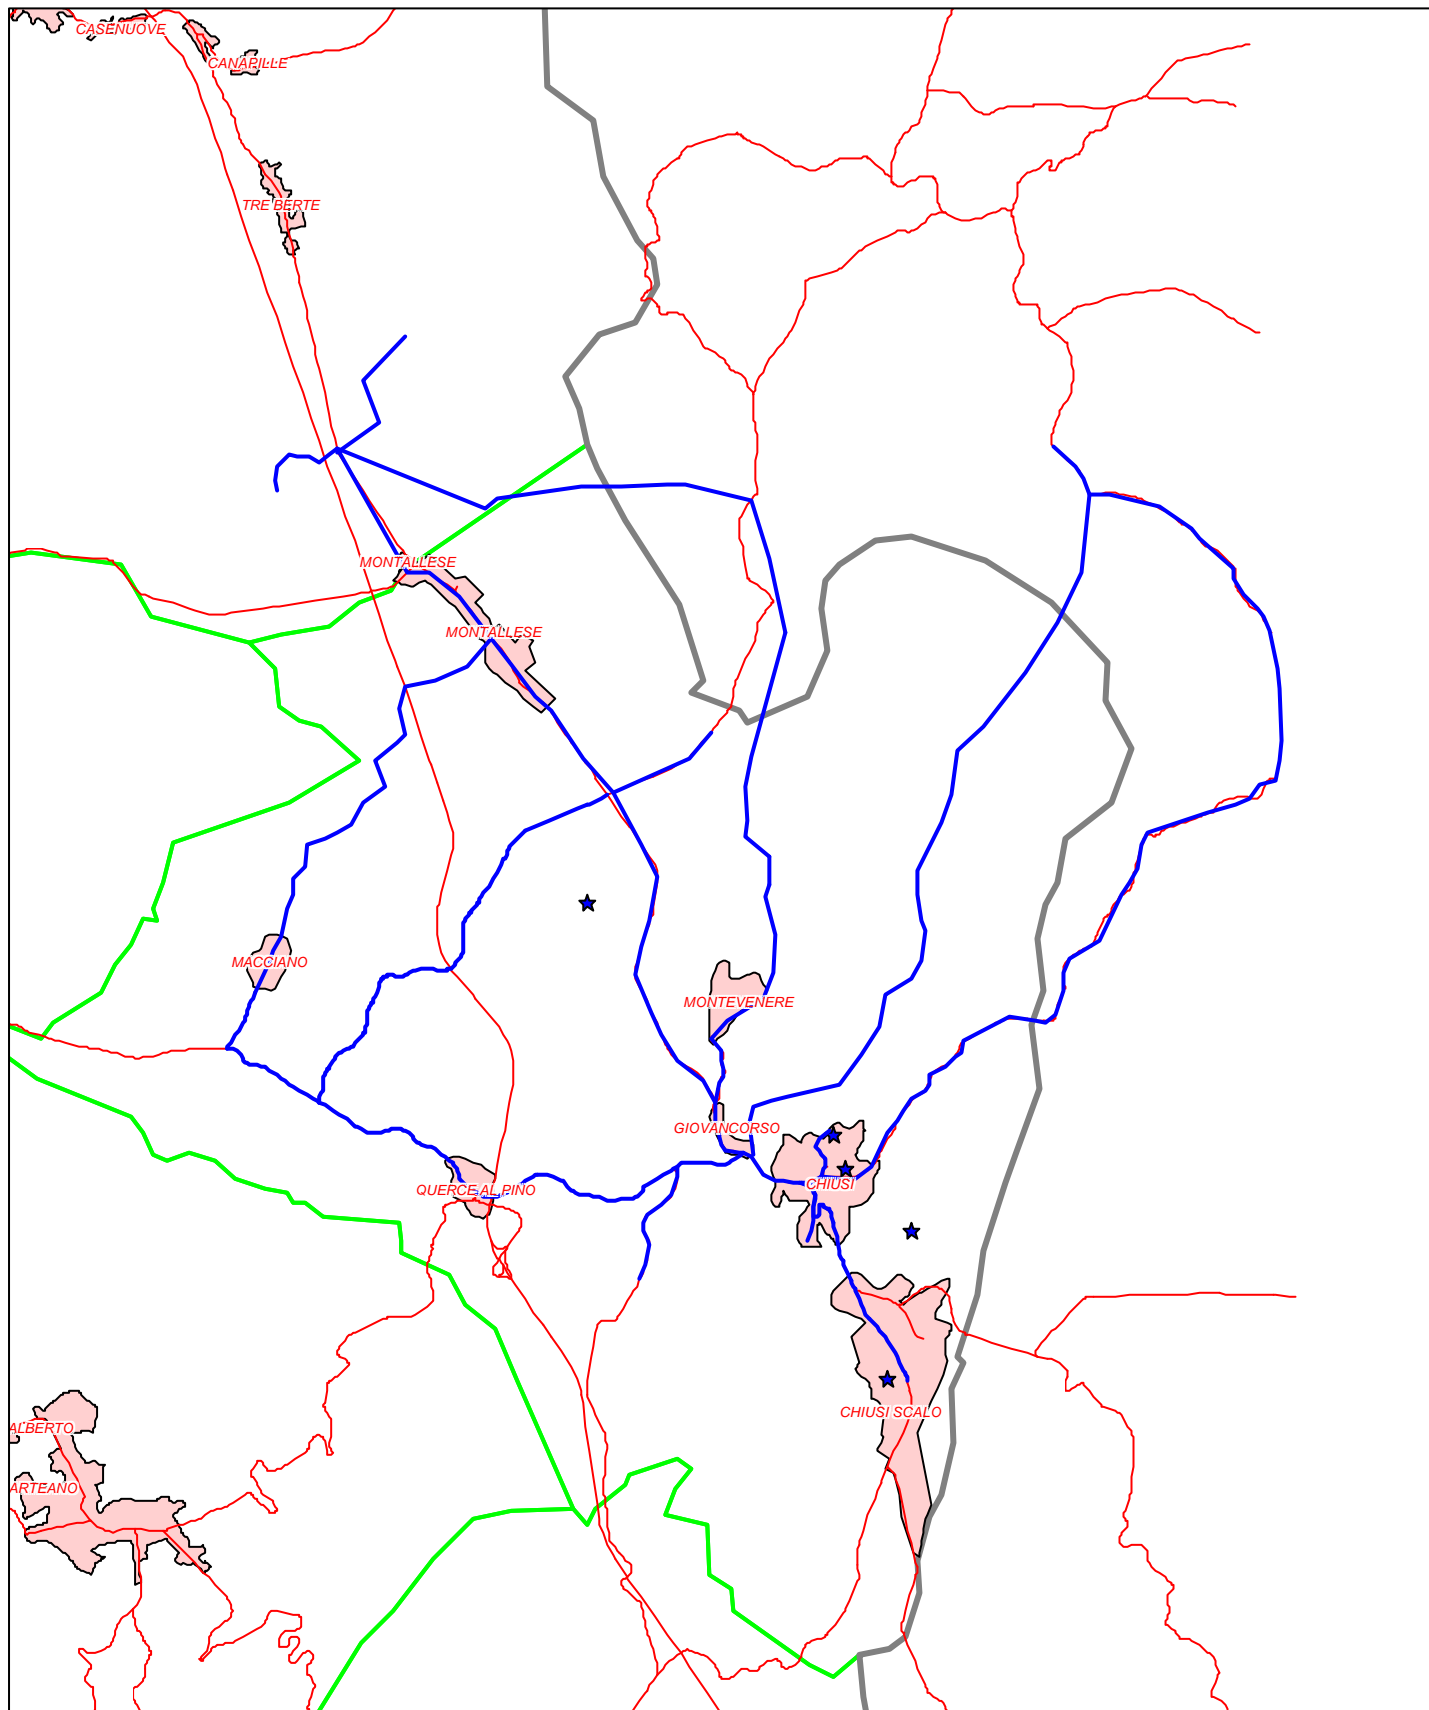 CASENUOVE
CANAPILLE
TRE BERTE
MONTALLESE
MONTALLESE
MACCIANO
MONTEVENERE
GIOVANCORSO
CHIUSI
QUERCE AL PINO
CHIUSI SCALO
ALBERTO
ARTEANO